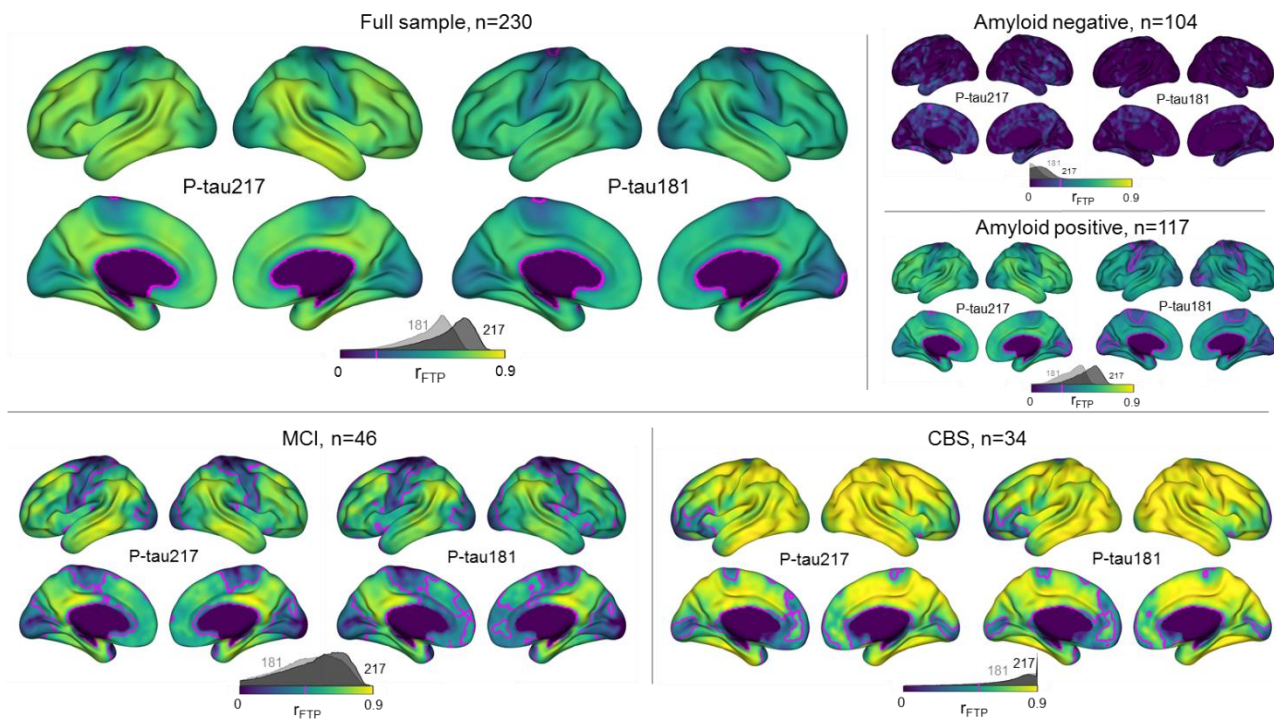 Full sample, n=230
P-tau217
P-tau181
181
217
0
0.9
rFTP
Amyloid negative, n=104
P-tau217
P-tau181
181
217
0
0.9
rFTP
Amyloid positive, n=117
P-tau217
P-tau181
181
217
0
0.9
rFTP
MCI, n=46
P-tau217
P-tau181
181
217
0
0.9
rFTP
CBS, n=34
P-tau217
P-tau181
217
181
0
0.9
rFTP